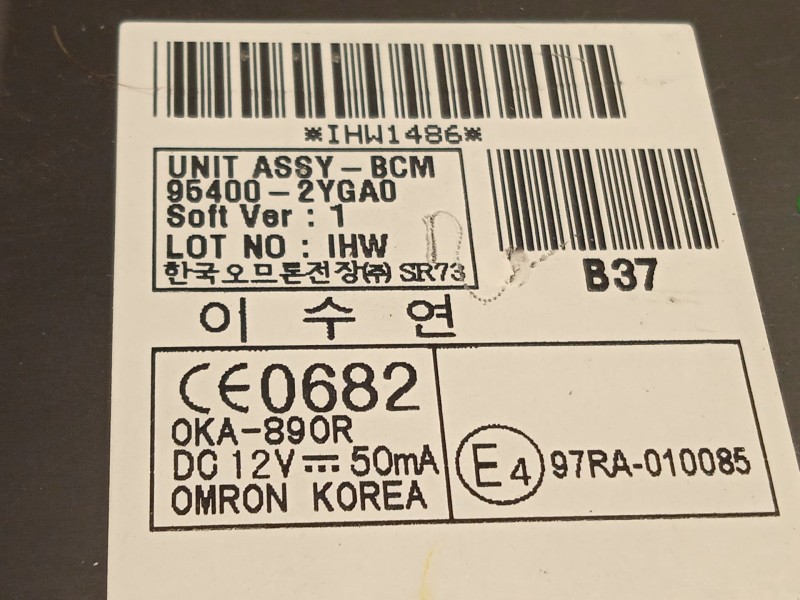 *IHW1486*
UNIT ASSY-BCM
95400-2YGA0
Soft Ver : 1
LOT NO : IHW
한국오므론전장(주) SR73
B37
이 수 연
CE0682
OKA-890R
DC 12V ⎓ 50mA
OMRON KOREA
E4 97RA-010085